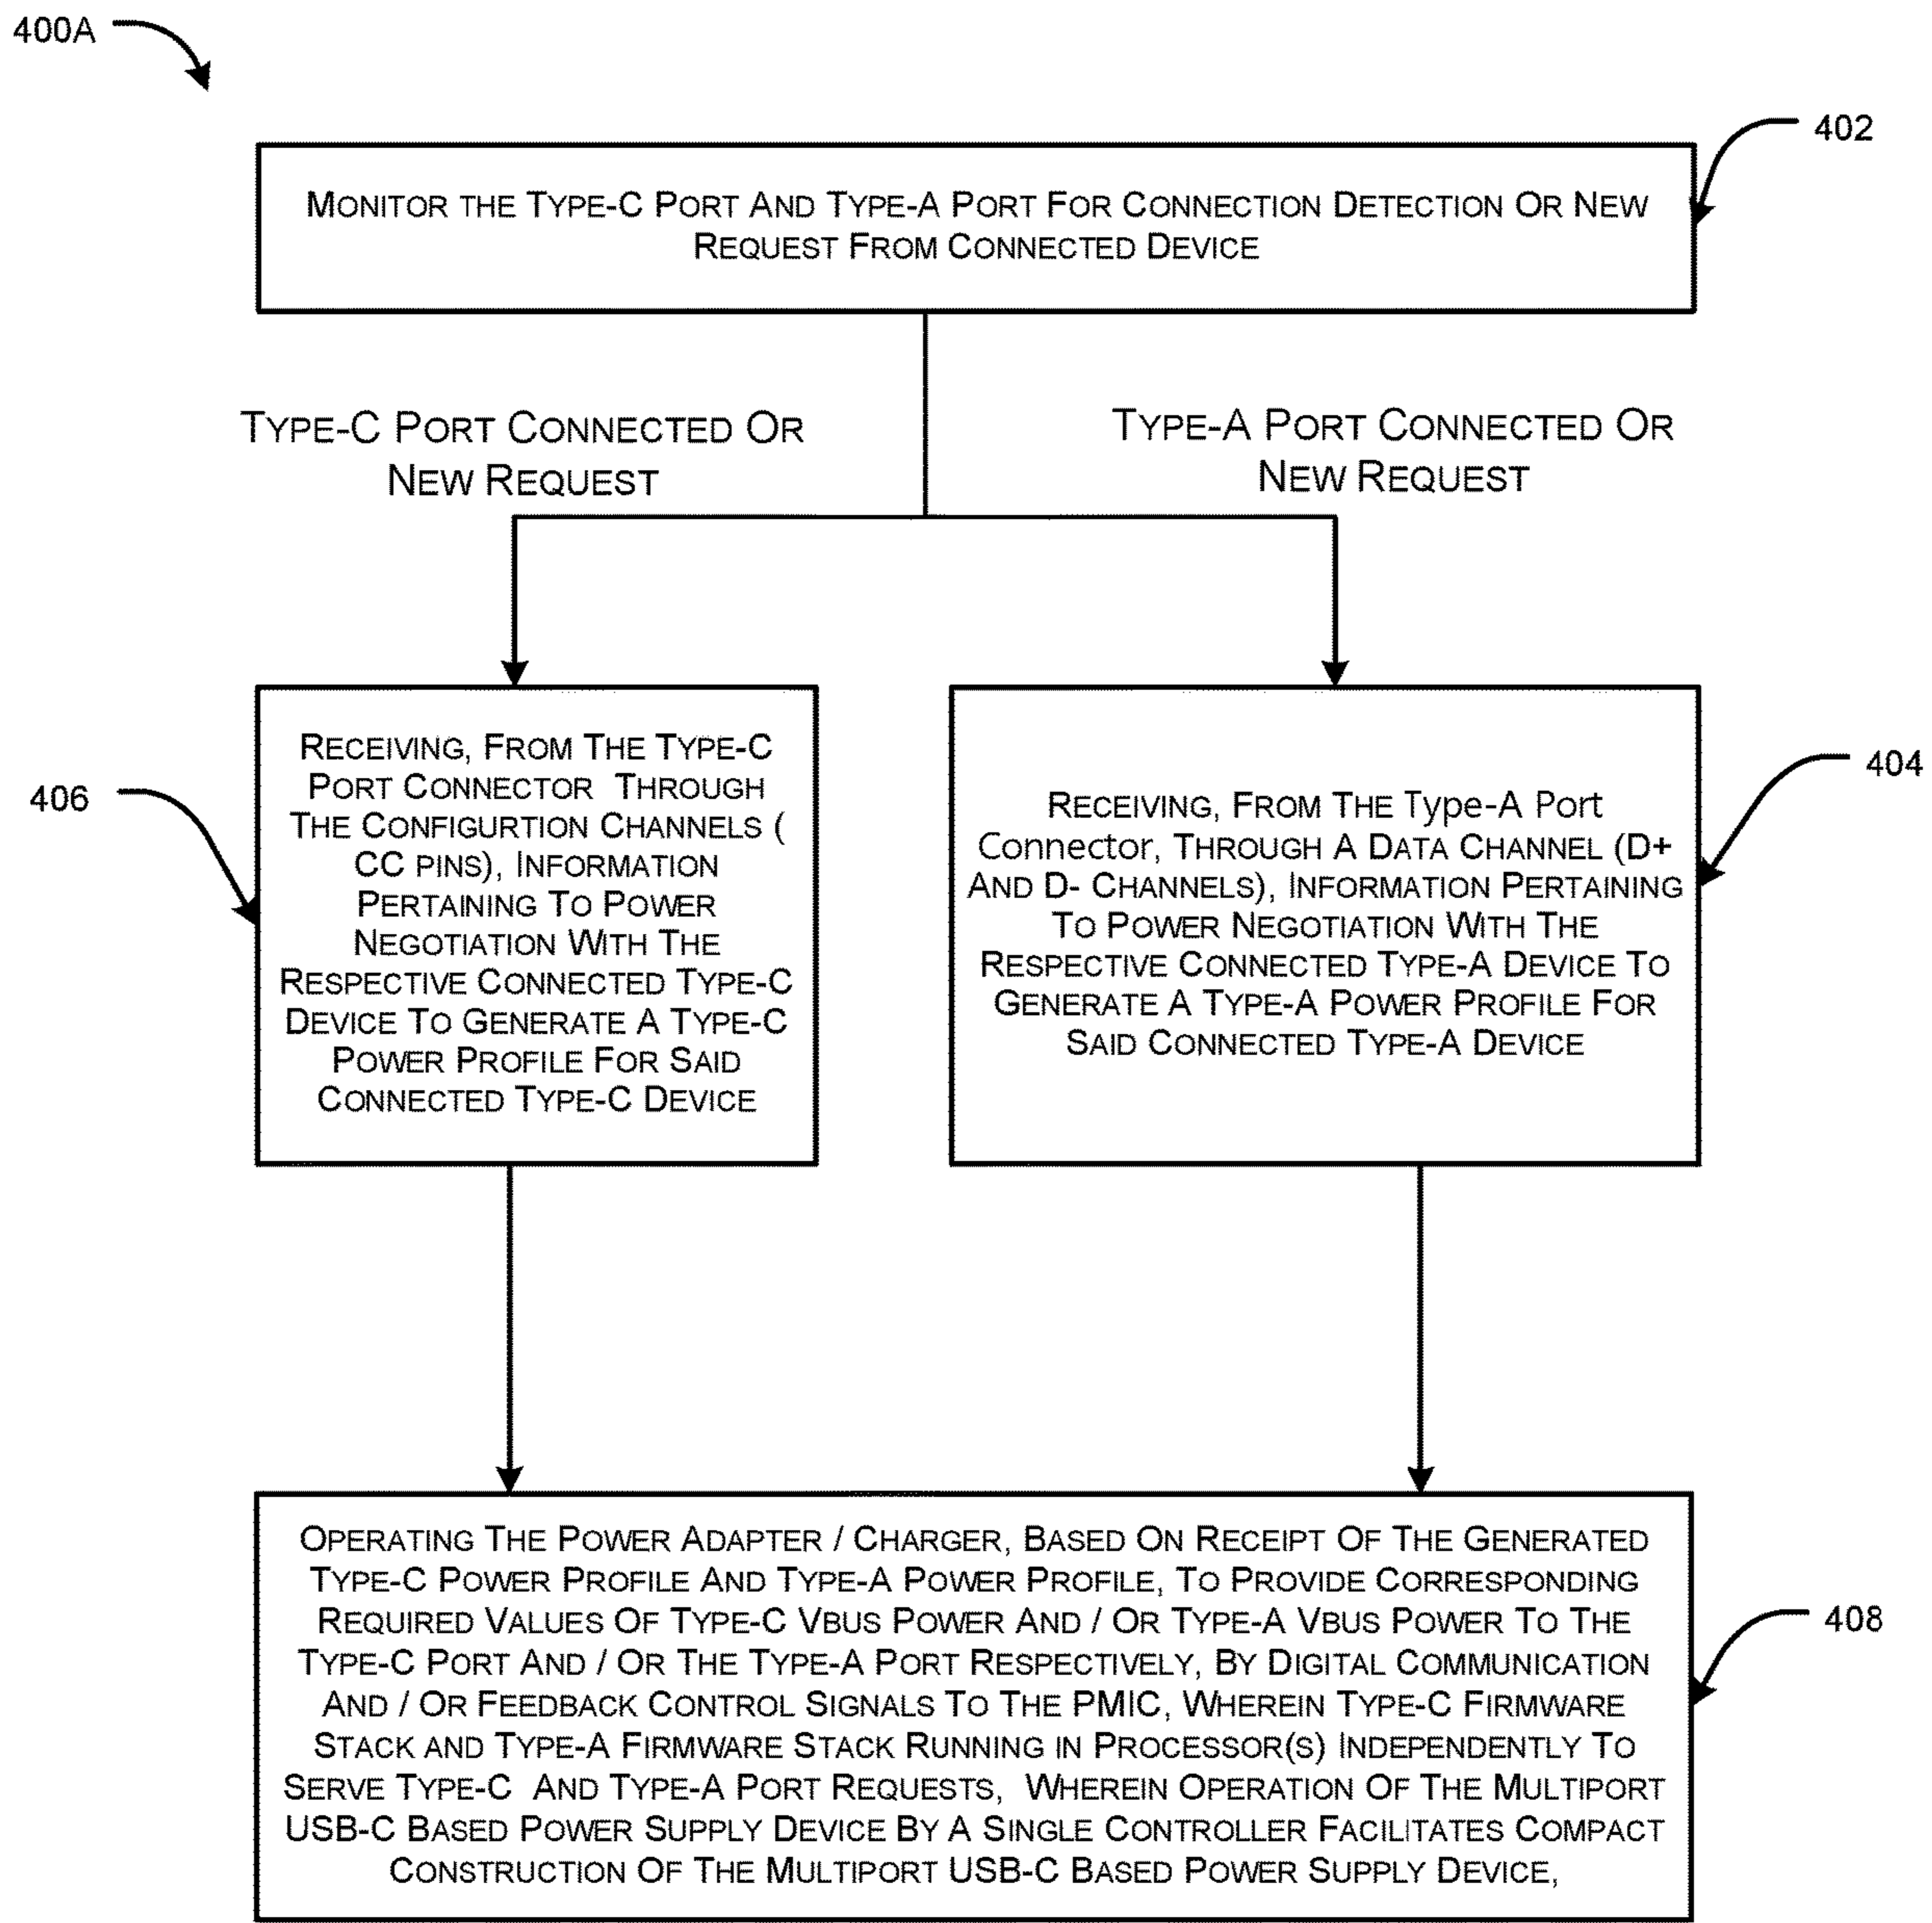 400A
402
MONITOR THE TYPE-C PORT AND TYPE-A PORT FOR CONNECTION DETECTION OR NEW
REQUEST FROM CONNECTED DEVICE
TYPE-C PORT CONNECTED OR
NEW REQUEST
TYPE-A PORT CONNECTED OR
NEW REQUEST
406
RECEIVING, FROM THE TYPE-C
PORT CONNECTOR THROUGH
THE CONFIGURTION CHANNELS (
CC PINS), INFORMATION
PERTAINING TO POWER
NEGOTIATION WITH THE
RESPECTIVE CONNECTED TYPE-C
DEVICE TO GENERATE A TYPE-C
POWER PROFILE FOR SAID
CONNECTED TYPE-C DEVICE
404
RECEIVING, FROM THE Type-A Port
Connector, THROUGH A DATA CHANNEL (D+
AND D- CHANNELS), INFORMATION PERTAINING
TO POWER NEGOTIATION WITH THE
RESPECTIVE CONNECTED TYPE-A DEVICE TO
GENERATE A TYPE-A POWER PROFILE FOR
SAID CONNECTED TYPE-A DEVICE
OPERATING THE POWER ADAPTER / CHARGER, BASED ON RECEIPT OF THE GENERATED
TYPE-C POWER PROFILE AND TYPE-A POWER PROFILE, TO PROVIDE CORRESPONDING
REQUIRED VALUES OF TYPE-C VBUS POWER AND / OR TYPE-A VBUS POWER TO THE
TYPE-C PORT AND / OR THE TYPE-A PORT RESPECTIVELY, BY DIGITAL COMMUNICATION
AND / OR FEEDBACK CONTROL SIGNALS TO THE PMIC, WHEREIN TYPE-C FIRMWARE
STACK AND TYPE-A FIRMWARE STACK RUNNING IN PROCESSOR(S) INDEPENDENTLY TO
SERVE TYPE-C AND TYPE-A PORT REQUESTS, WHEREIN OPERATION OF THE MULTIPORT
USB-C BASED POWER SUPPLY DEVICE BY A SINGLE CONTROLLER FACILITATES COMPACT
CONSTRUCTION OF THE MULTIPORT USB-C BASED POWER SUPPLY DEVICE,
408